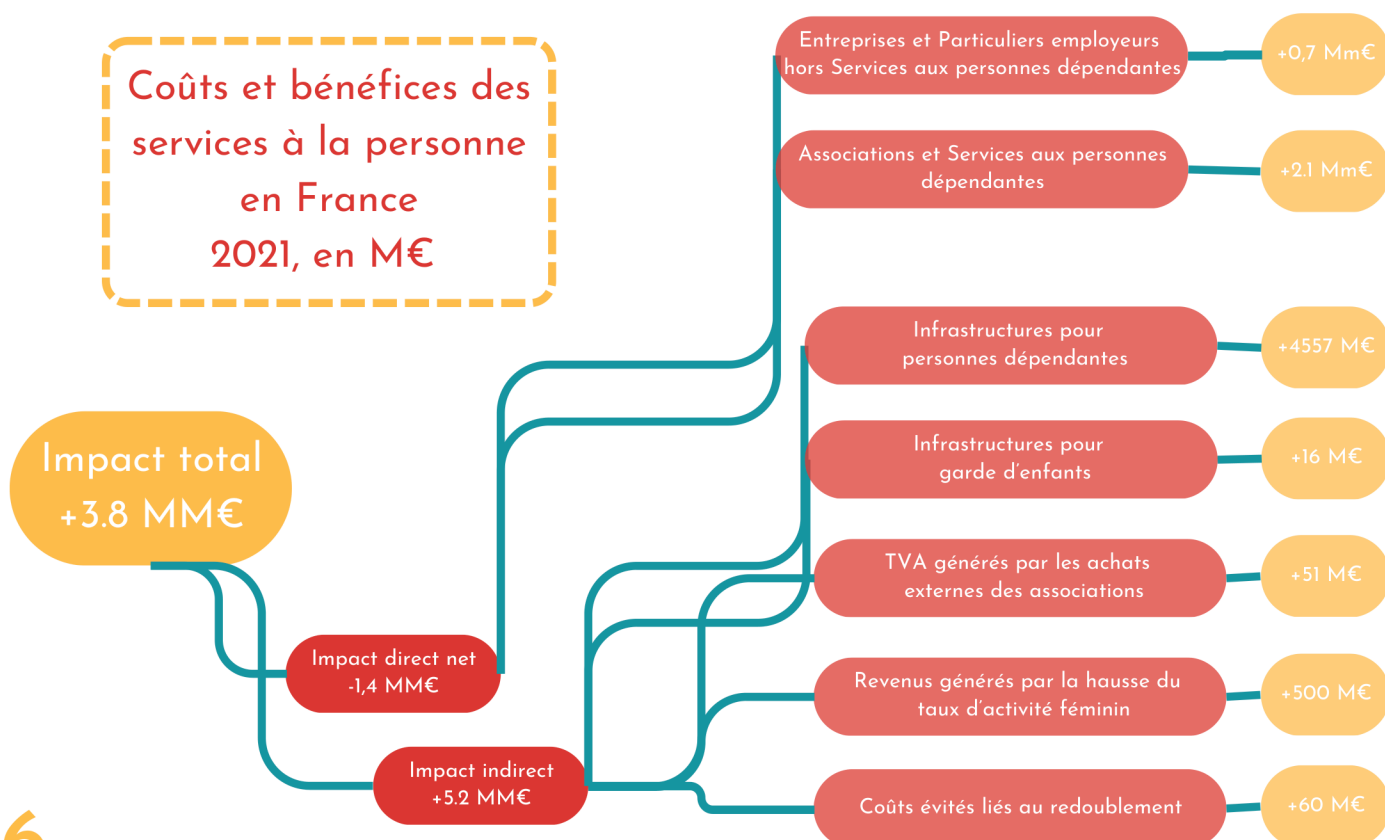 Coûts et bénéfices des
services à la personne
en France
2021, en M€
Entreprises et Particuliers employeurs
hors Services aux personnes dépendantes
+0,7 Mm€
Associations et Services aux personnes
dépendantes
+2.1 Mm€
Infrastructures pour
personnes dépendantes
+4557 M€
Infrastructures pour
garde d'enfants
+16 M€
Impact total
+3.8 MM€
TVA générés par les achats
externes des associations
+51 M€
Impact direct net
-1,4 MM€
Revenus générés par la hausse du
taux d'activité féminin
+500 M€
Impact indirect
+5.2 MM€
Coûts évités liés au redoublement
+60 M€